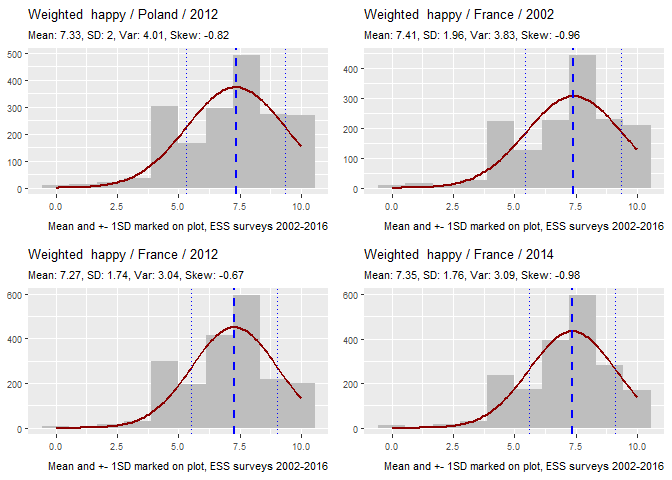 Weighted  happy / Poland / 2012
Mean: 7.33, SD: 2, Var: 4.01, Skew: -0.82
500
400
300
200
100
0
0.0 2.5 5.0 7.5 10.0
Mean and +- 1SD marked on plot, ESS surveys 2002-2016
Weighted  happy / France / 2002
Mean: 7.41, SD: 1.96, Var: 3.83, Skew: -0.96
400
300
200
100
0
0.0 2.5 5.0 7.5 10.0
Mean and +- 1SD marked on plot, ESS surveys 2002-2016
Weighted  happy / France / 2012
Mean: 7.27, SD: 1.74, Var: 3.04, Skew: -0.67
600
400
200
0
0.0 2.5 5.0 7.5 10.0
Mean and +- 1SD marked on plot, ESS surveys 2002-2016
Weighted  happy / France / 2014
Mean: 7.35, SD: 1.76, Var: 3.09, Skew: -0.98
600
400
200
0
0.0 2.5 5.0 7.5 10.0
Mean and +- 1SD marked on plot, ESS surveys 2002-2016